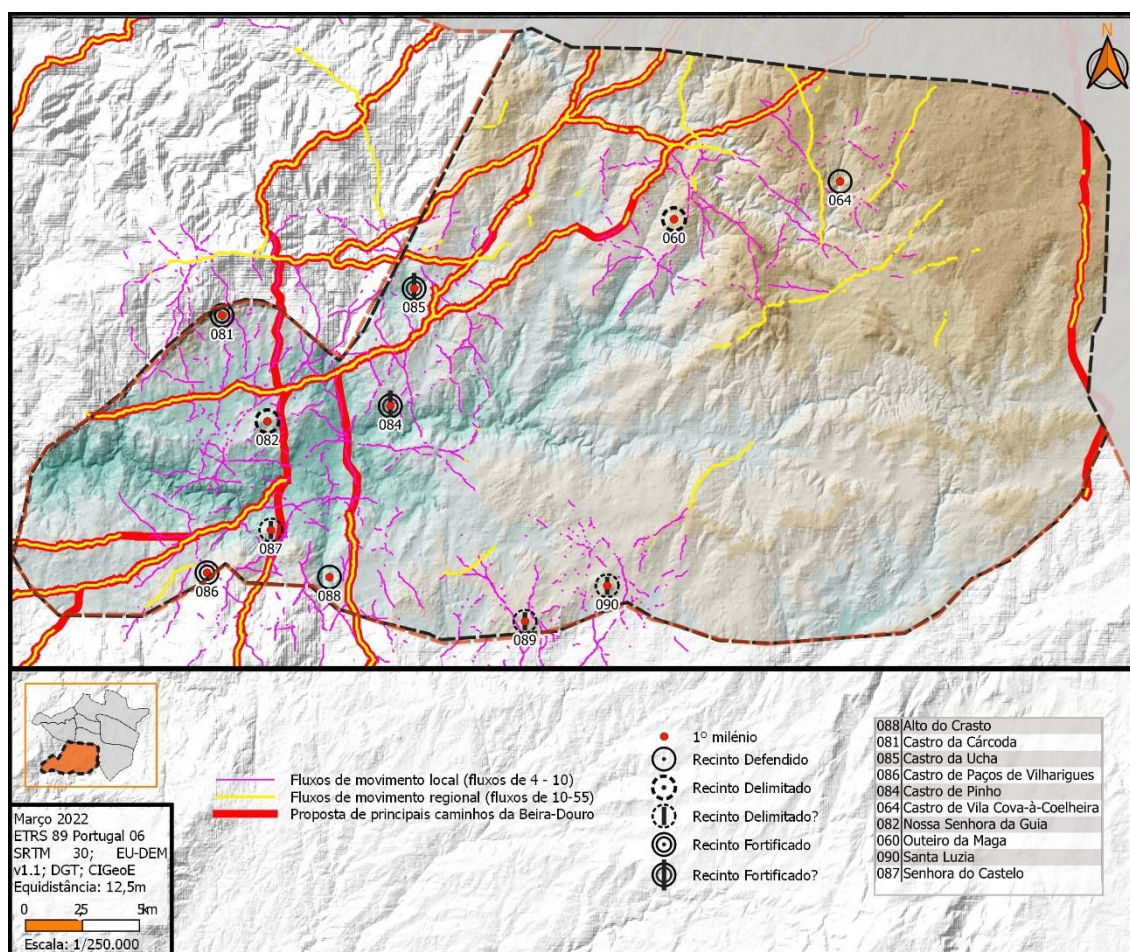 N
064
060
085
081
084
082
087
086
088
090
089
Fluxos de movimento local (fluxos de 4 - 10)
Fluxos de movimento regional (fluxos de 10-55)
Proposta de principais caminhos da Beira-Douro
1º milénio
Recinto Defendido
Recinto Delimitado
Recinto Delimitado?
Recinto Fortificado
Recinto Fortificado?
088 Alto do Crasto
081 Castro da Cárcoda
085 Castro da Ucha
086 Castro de Paços de Vilharigues
084 Castro de Pinho
064 Castro de Vila Cova-à-Coelheira
082 Nossa Senhora da Guia
060 Outeiro da Maga
090 Santa Luzia
087 Senhora do Castelo
Março 2022
ETRS 89 Portugal 06
SRTM 30; EU-DEM
v1.1; DGT; CIGeoE
Equidistância: 12,5m
0 2,5 5km
Escala: 1/250.000